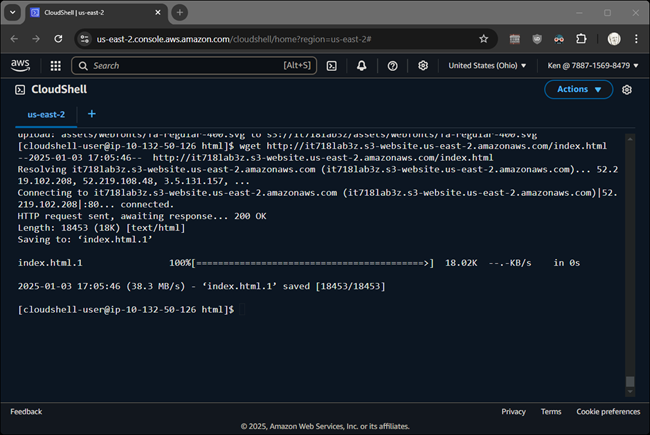 CloudShell | us-east-2
us-east-2.console.aws.amazon.com/cloudshell/home?region=us-east-2#
aws
Search
[Alt+S]
United States (Ohio)
Ken @ 7887-1569-8479
CloudShell
Actions
us-east-2
upload: assets/webfonts/fa-regular-400.svg to s3://it718lab3z/assets/webfonts/fa-regular-400.svg
[cloudshell-user@ip-10-132-50-126 html]$ wget http://it718lab3z.s3-website.us-east-2.amazonaws.com/index.html
--2025-01-03 17:05:46--  http://it718lab3z.s3-website.us-east-2.amazonaws.com/index.html
Resolving it718lab3z.s3-website.us-east-2.amazonaws.com (it718lab3z.s3-website.us-east-2.amazonaws.com)... 52.2
19.102.208, 52.219.108.48, 3.5.131.157, ...
Connecting to it718lab3z.s3-website.us-east-2.amazonaws.com (it718lab3z.s3-website.us-east-2.amazonaws.com)|52.
219.102.208|:80... connected.
HTTP request sent, awaiting response... 200 OK
Length: 18453 (18K) [text/html]
Saving to: ‘index.html.1’
index.html.1 100%[==========================================>] 18.02K --.-KB/s in 0s
2025-01-03 17:05:46 (38.3 MB/s) - ‘index.html.1’ saved [18453/18453]
[cloudshell-user@ip-10-132-50-126 html]$
Feedback
Privacy
Terms
Cookie preferences
© 2025, Amazon Web Services, Inc. or its affiliates.